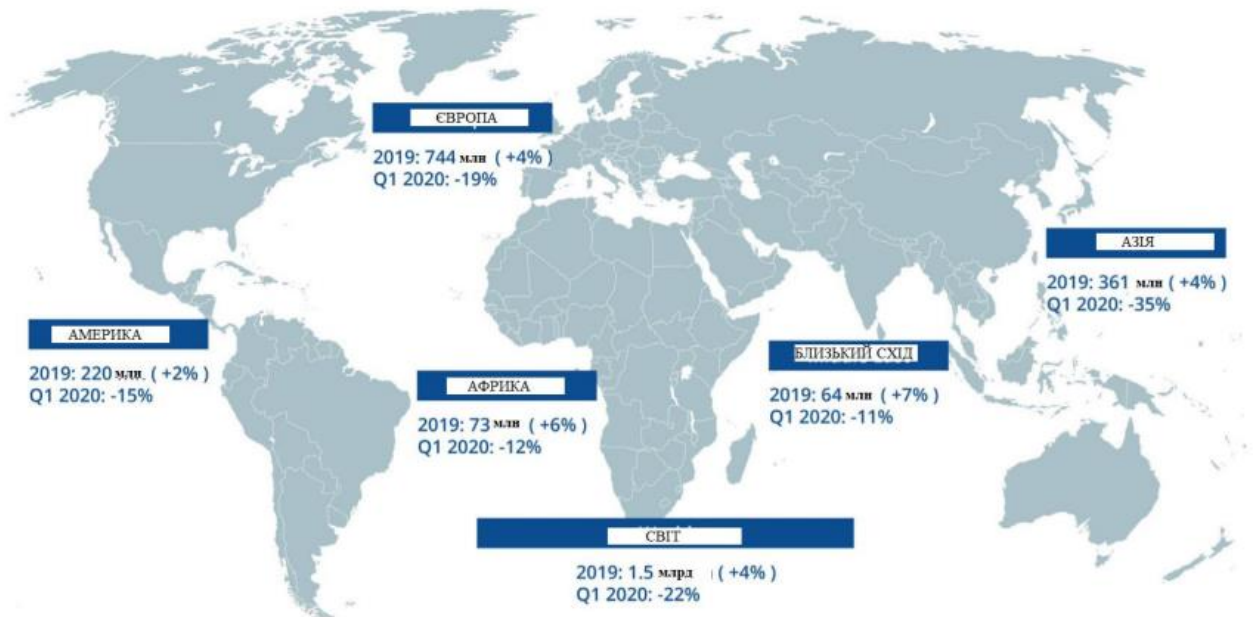 ЄВРОПА
2019: 744 млн ( +4% )
Q1 2020: -19%
АЗІЯ
2019: 361 млн ( +4% )
Q1 2020: -35%
АМЕРИКА
2019: 220 млн. ( +2% )
Q1 2020: -15%
БЛИЗЬКИЙ СХІД
2019: 64 млн ( +7% )
Q1 2020: -11%
АФРИКА
2019: 73 млн ( +6% )
Q1 2020: -12%
СВІТ
2019: 1.5 млрд ( +4% )
Q1 2020: -22%